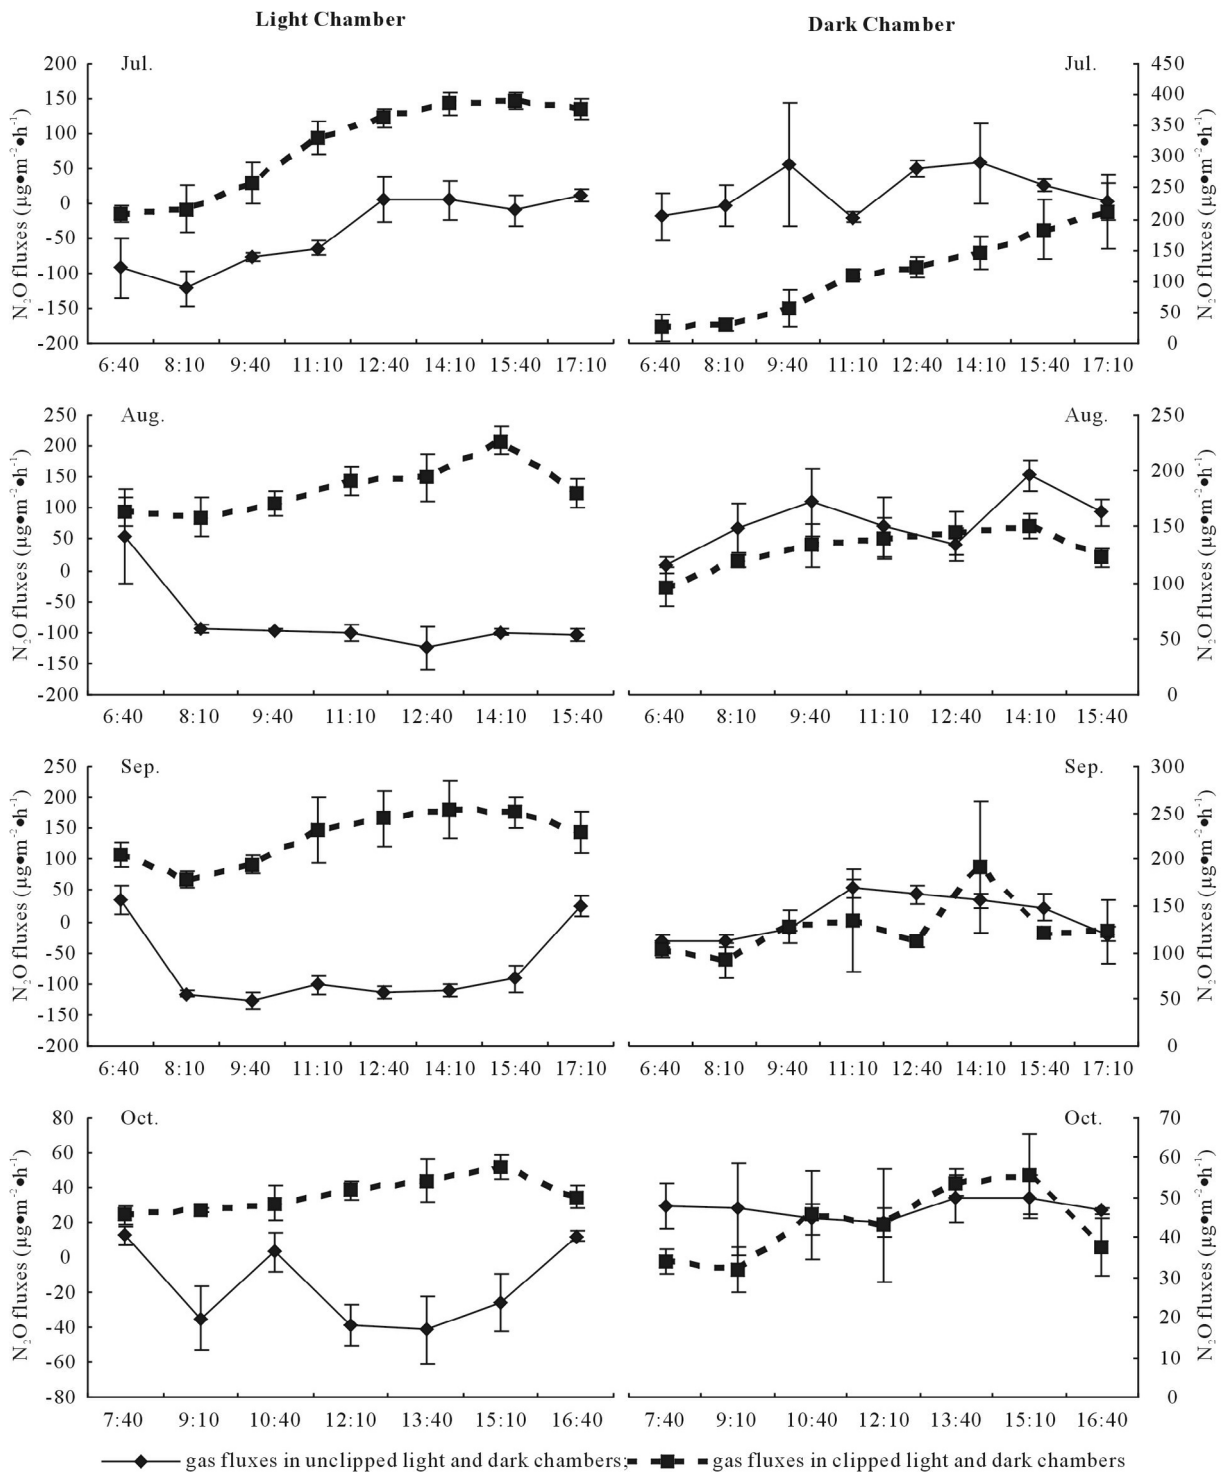 Light Chamber
Dark Chamber
Jul.
200
150
100
50
0
-50
-100
-150
-200
N2O fluxes (μg●m-2●h-1)
6:40 8:10 9:40 11:10 12:40 14:10 15:40 17:10
Jul.
450
400
350
300
250
200
150
100
50
0
N2O fluxes (μg●m-2●h-1)
6:40 8:10 9:40 11:10 12:40 14:10 15:40 17:10
Aug.
250
200
150
100
50
0
-50
-100
-150
-200
N2O fluxes (μg●m-2●h-1)
6:40 8:10 9:40 11:10 12:40 14:10 15:40
Aug.
250
200
150
100
50
0
N2O fluxes (μg●m-2●h-1)
6:40 8:10 9:40 11:10 12:40 14:10 15:40
Sep.
250
200
150
100
50
0
-50
-100
-150
-200
N2O fluxes (μg●m-2●h-1)
6:40 8:10 9:40 11:10 12:40 14:10 15:40 17:10
Sep.
300
250
200
150
100
50
0
N2O fluxes (μg●m-2●h-1)
6:40 8:10 9:40 11:10 12:40 14:10 15:40 17:10
Oct.
80
60
40
20
0
-20
-40
-60
-80
N2O fluxes (μg●m-2●h-1)
7:40 9:10 10:40 12:10 13:40 15:10 16:40
Oct.
70
60
50
40
30
20
10
0
N2O fluxes (μg●m-2●h-1)
7:40 9:10 10:40 12:10 13:40 15:10 16:40
gas fluxes in unclipped light and dark chambers; gas fluxes in clipped light and dark chambers